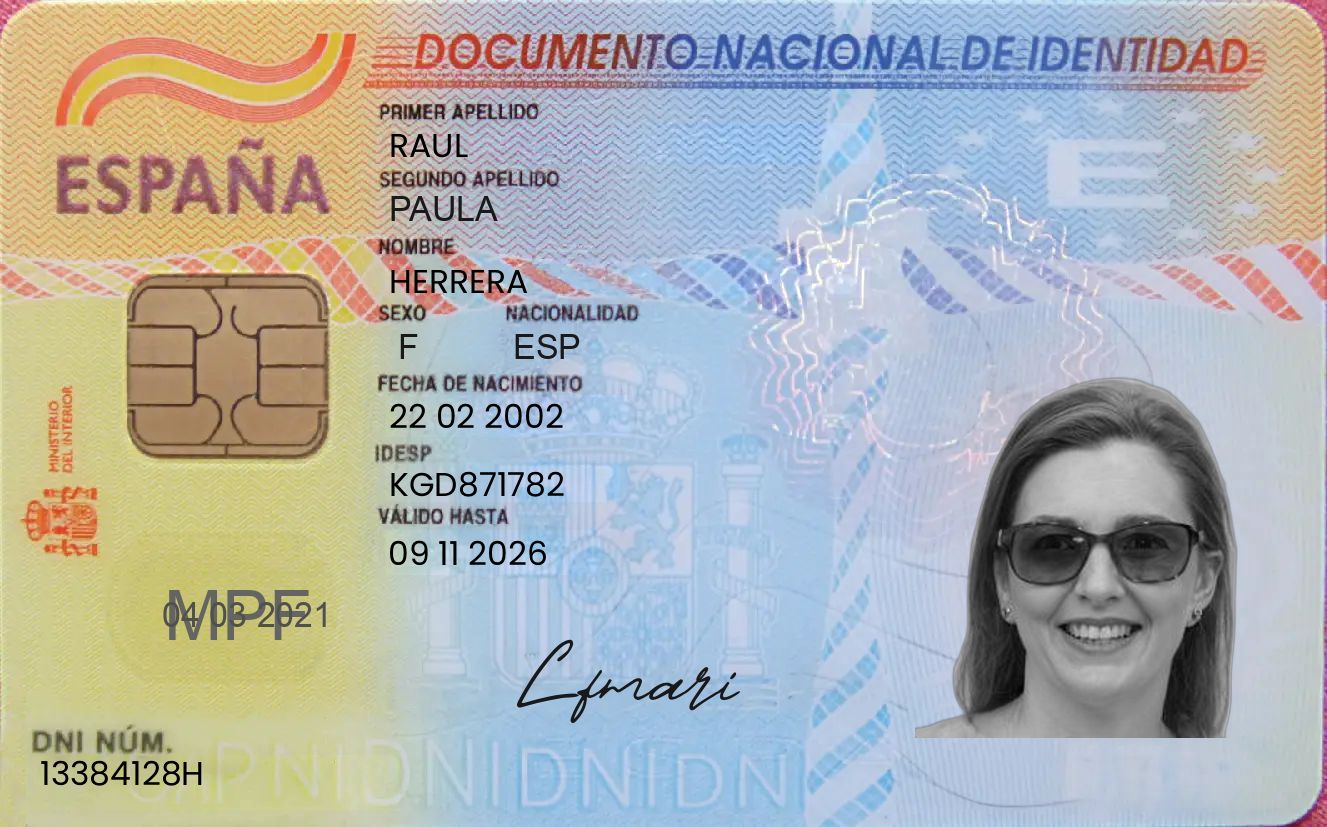 DOCUMENTO NACIONAL DE IDENTIDAD
ESPAÑA
PRIMER APELLIDO
RAUL
SEGUNDO APELLIDO
PAULA
NOMBRE
HERRERA
SEXO NACIONALIDAD
F ESP
FECHA DE NACIMIENTO
22 02 2002
IDESP
KGD871782
VÁLIDO HASTA
09 11 2026
MINISTERIO
DEL INTERIOR
E
04 03 2021
MPF
Lfmari
DNI NÚM.
13384128H
DNIDNIDNIDNI